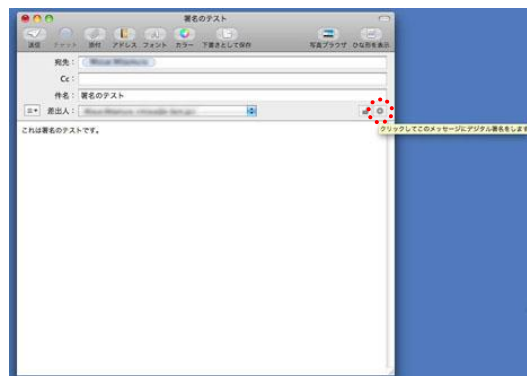 署名のテスト
送信 チャット 添付 アドレス フォント カラー 下書きとして保存 写真ブラウザ ひな形を表示
宛先：
Cc：
件名： 署名のテスト
差出人：
クリックしてこのメッセージにデジタル署名をします
これは署名のテストです。